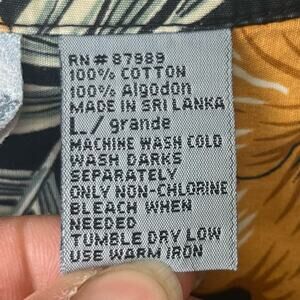 RN # 87989
100% COTTON
100% Algodon
MADE IN SRI LANKA
L / grande
MACHINE WASH COLD
WASH DARKS
SEPARATELY
ONLY NON-CHLORINE
BLEACH WHEN
NEEDED
TUMBLE DRY LOW
USE WARM IRON